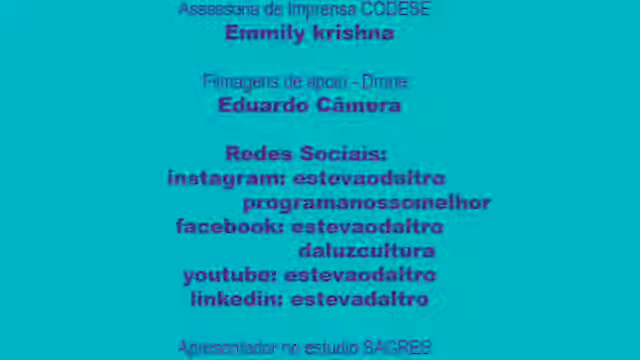 Assessoria de Imprensa CODESE
Emmily krishna
Filmagens de apoio - Drone
Eduardo Câmera
Redes Sociais:
instagram: estevaodaltro
programanossomelhor
facebook: estevaodaltro
daluzcultura
youtube: estevaodaltro
linkedin: estevadaltro
Apresentador no estudio SAGRES